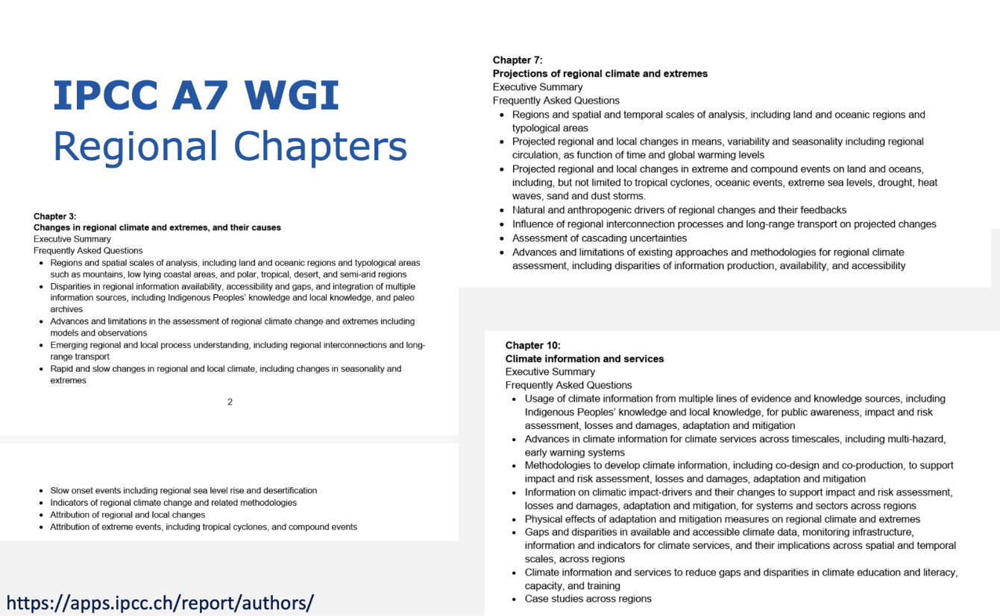 IPCC A7 WGI
Regional Chapters
Chapter 3:
Changes in regional climate and extremes, and their causes
Executive Summary
Frequently Asked Questions
• Regions and spatial scales of analysis, including land and oceanic regions and typological areas
such as mountains, low lying coastal areas, and polar, tropical, desert, and semi-arid regions
• Disparities in regional information availability, accessibility and gaps, and integration of multiple
information sources, including Indigenous Peoples' knowledge and local knowledge, and paleo
archives
• Advances and limitations in the assessment of regional climate change and extremes including
models and observations
• Emerging regional and local process understanding, including regional interconnections and long-
range transport
• Rapid and slow changes in regional and local climate, including changes in seasonality and
extremes
2
• Slow onset events including regional sea level rise and desertification
• Indicators of regional climate change and related methodologies
• Attribution of regional and local changes
• Attribution of extreme events, including tropical cyclones, and compound events
https://apps.ipcc.ch/report/authors/
Chapter 7:
Projections of regional climate and extremes
Executive Summary
Frequently Asked Questions
• Regions and spatial and temporal scales of analysis, including land and oceanic regions and
typological areas
• Projected regional and local changes in means, variability and seasonality including regional
circulation, as function of time and global warming levels
• Projected regional and local changes in extreme and compound events on land and oceans,
including, but not limited to tropical cyclones, oceanic events, extreme sea levels, drought, heat
waves, sand and dust storms.
• Natural and anthropogenic drivers of regional changes and their feedbacks
• Influence of regional interconnection processes and long-range transport on projected changes
• Assessment of cascading uncertainties
• Advances and limitations of existing approaches and methodologies for regional climate
assessment, including disparities of information production, availability, and accessibility
Chapter 10:
Climate information and services
Executive Summary
Frequently Asked Questions
• Usage of climate information from multiple lines of evidence and knowledge sources, including
Indigenous Peoples' knowledge and local knowledge, for public awareness, impact and risk
assessment, losses and damages, adaptation and mitigation
• Advances in climate information for climate services across timescales, including multi-hazard,
early warning systems
• Methodologies to develop climate information, including co-design and co-production, to support
impact and risk assessment, losses and damages, adaptation and mitigation
• Information on climatic impact-drivers and their changes to support impact and risk assessment,
losses and damages, adaptation and mitigation, for systems and sectors across regions
• Physical effects of adaptation and mitigation measures on regional climate and extremes
• Gaps and disparities in available and accessible climate data, monitoring infrastructure,
information and indicators for climate services, and their implications across spatial and temporal
scales, across regions
• Climate information and services to reduce gaps and disparities in climate education and literacy,
capacity, and training
• Case studies across regions